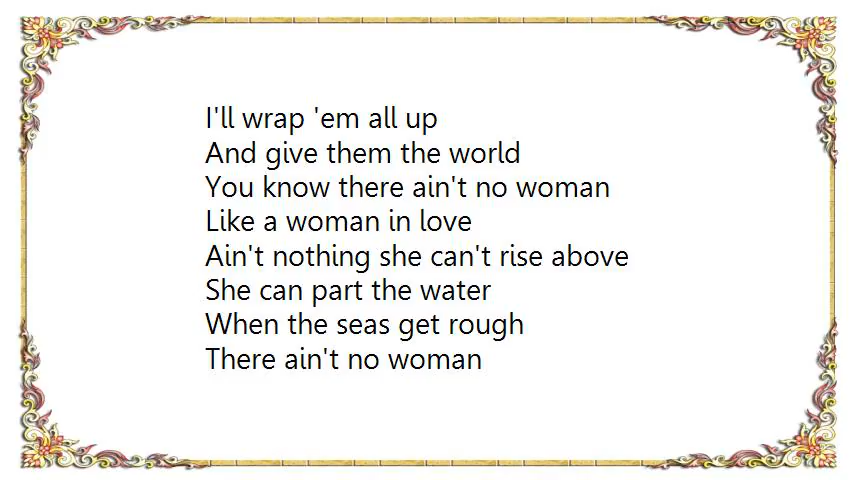 I'll wrap 'em all up
And give them the world
You know there ain't no woman
Like a woman in love
Ain't nothing she can't rise above
She can part the water
When the seas get rough
There ain't no woman